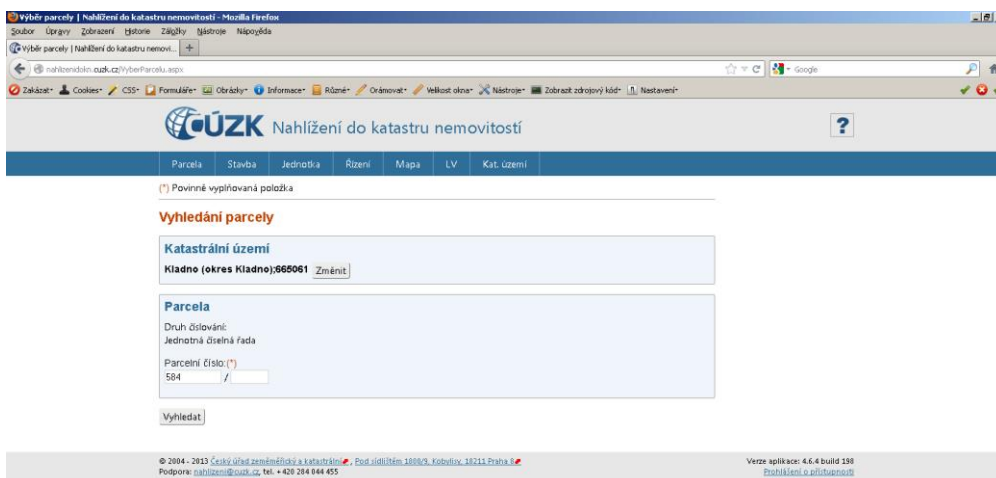 Výběr parcely | Nahlížení do katastru nemovitostí - Mozilla Firefox
Soubor Úpravy Zobrazení Historie Záložky Nástroje Nápověda
Výběr parcely | Nahlížení do katastru nemovi... +
nahlizenidokn.cuzk.cz/VyberParcelu.aspx Google
Zakázat Cookies CSS Formuláře Obrázky Informace Různé Orámovat Velikost okna Nástroje Zobrazit zdrojový kód Nastavení
ČÚZK Nahlížení do katastru nemovitostí ?
Parcela Stavba Jednotka Řízení Mapa LV Kat. území
(*) Povinně vyplňovaná položka
Vyhledání parcely
Katastrální území
Kladno (okres Kladno);665061 Změnit
Parcela
Druh číslování:
Jednotná číselná řada
Parcelní číslo:(*)
584 /
Vyhledat
© 2004 - 2013 Český úřad zeměměřický a katastrální, Pod sídlištěm 1800/9, Kobylisy, 18211 Praha 8 Verze aplikace: 4.6.4 build 198
Podpora: nahlizeni@cuzk.cz, tel. +420 284 044 455 Prohlášení o přístupnosti